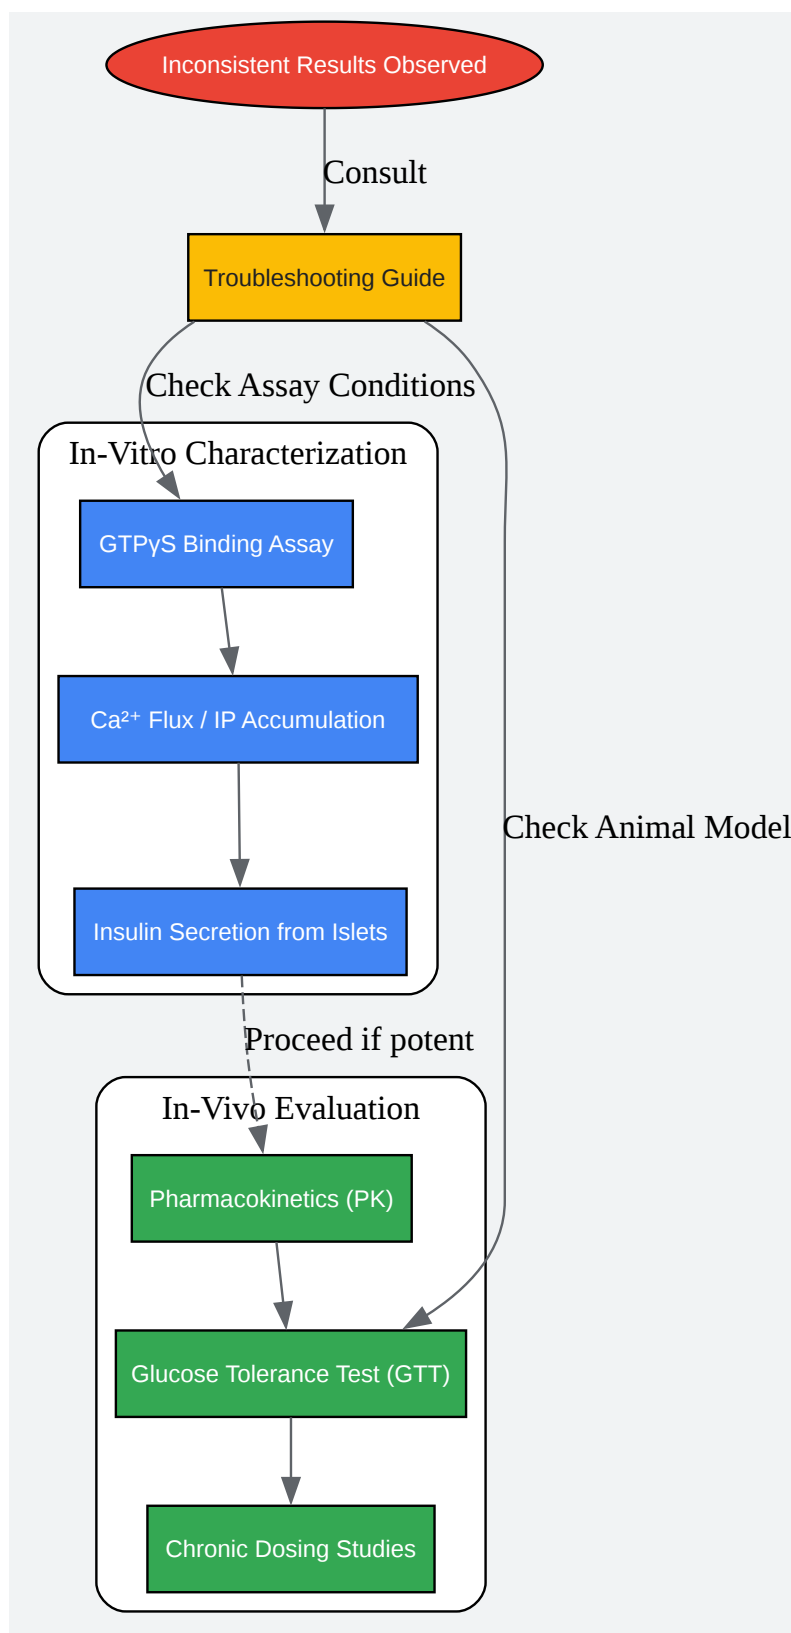 Inconsistent Results Observed
Consult
Troubleshooting Guide
Check Assay Conditions
In-Vitro Characterization
GTPγS Binding Assay
Ca²⁺ Flux / IP Accumulation
Check Animal Model
Insulin Secretion from Islets
Proceed if potent
In-Vivo Evaluation
Pharmacokinetics (PK)
Glucose Tolerance Test (GTT)
Chronic Dosing Studies